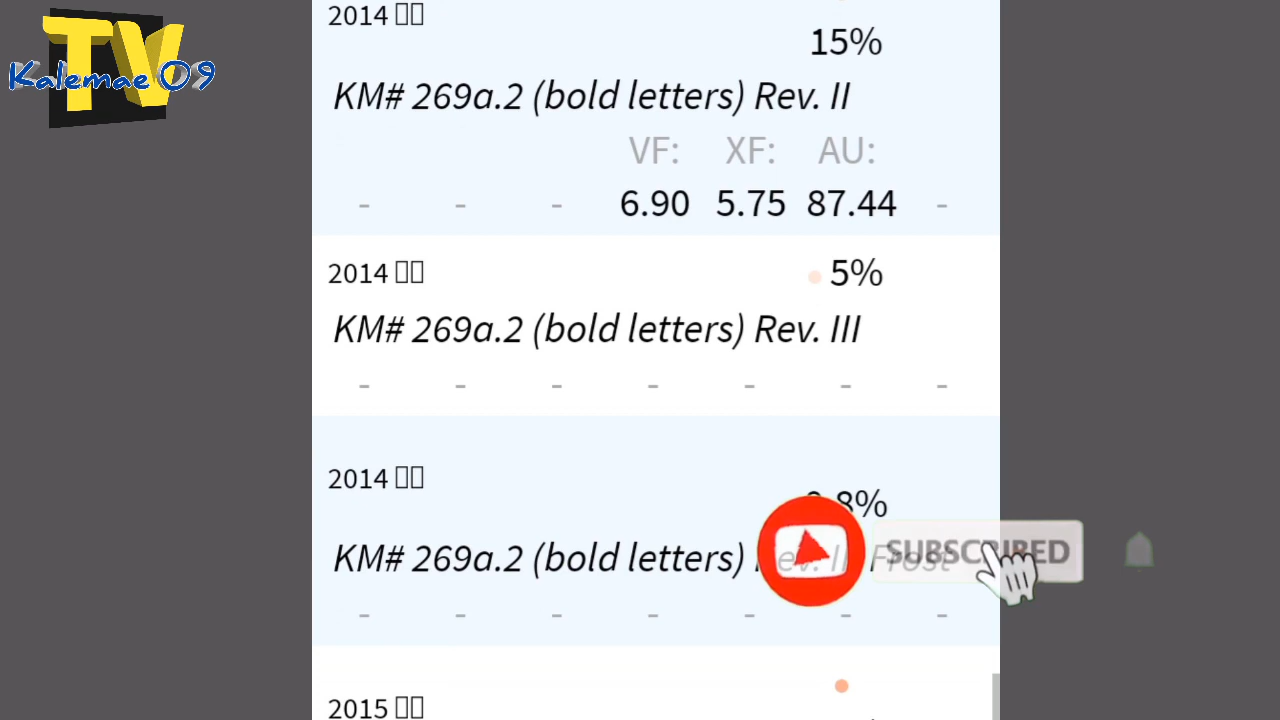 TV
Kalemae 09
2014
15%
KM# 269a.2 (bold letters) Rev. II
VF: XF: AU:
- - - 6.90 5.75 87.44 -
2014
5%
KM# 269a.2 (bold letters) Rev. III
- - - - - - -
2014
8%
KM# 269a.2 (bold letters) Frost
SUBSCRIBED
- - - - - - -
2015